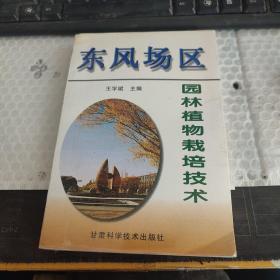 东风场区
王学斌 主编
园林植物栽培技术
甘肃科学技术出版社